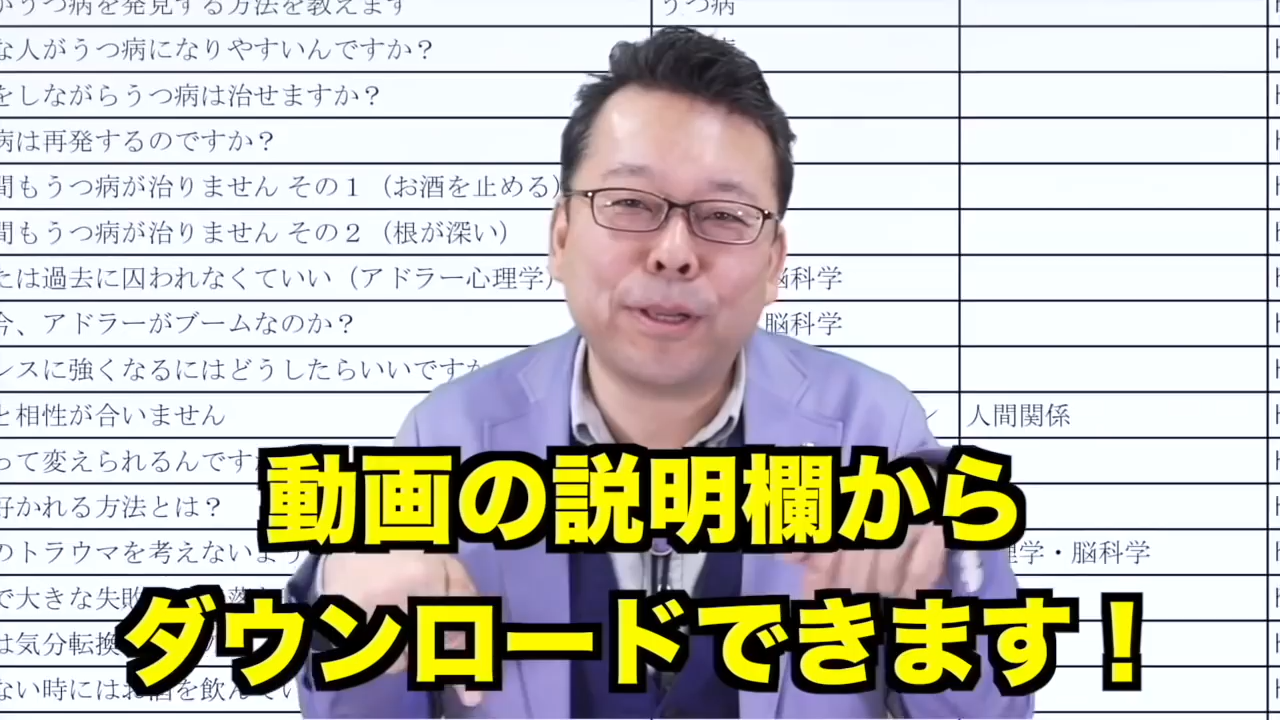 がうつ病を発見する方法を教えます うつ病
な人がうつ病になりやすいんですか？
をしながらうつ病は治せますか？
病は再発するのですか？
間もうつ病が治りません その１（お酒を止める）
間もうつ病が治りません その２（根が深い）
たは過去に囚われなくていい（アドラー心理学） 脳科学
今、アドラーがブームなのか？ 脳科学
レスに強くなるにはどうしたらいいですか
と相性が合いません 人間関係
って変えられるんですか
好かれる方法とは？
動画の説明欄から
のトラウマを考えないよう 理学・脳科学
で大きな失敗
ダウンロードできます！
は気分転換
ない時にはお酒を飲んでい